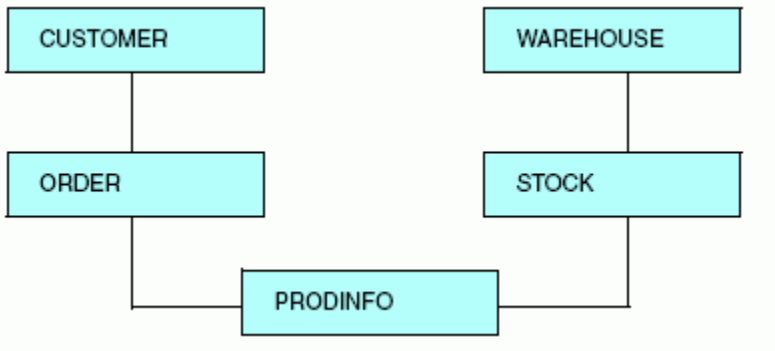 CUSTOMER
WAREHOUSE
ORDER
STOCK
PRODINFO